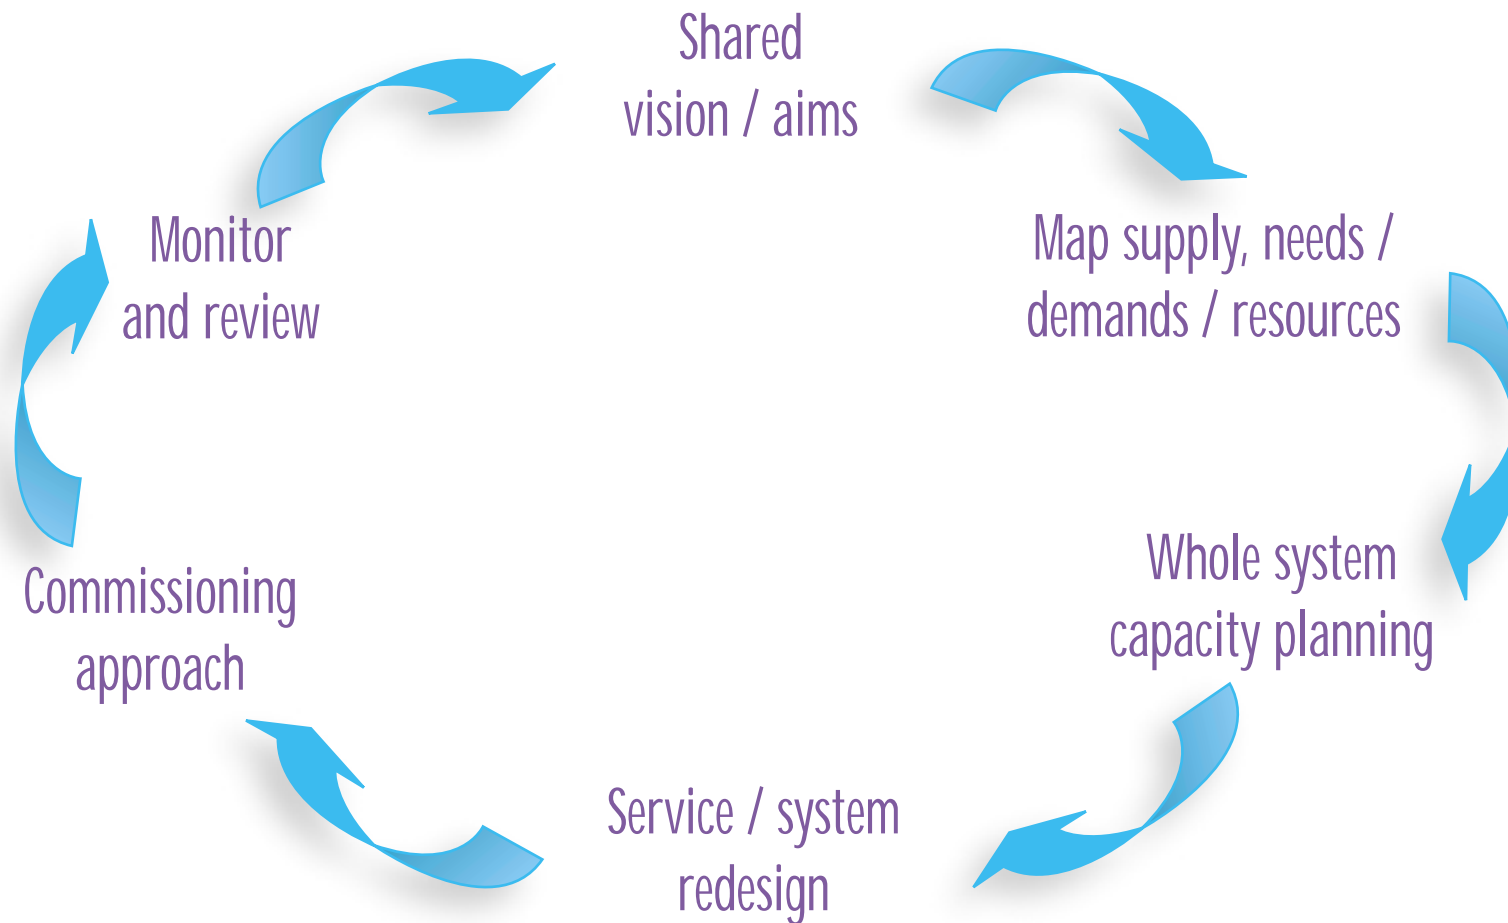 Shared
vision / aims
Map supply, needs /
demands / resources
Whole system
capacity planning
Service / system
redesign
Commissioning
approach
Monitor
and review